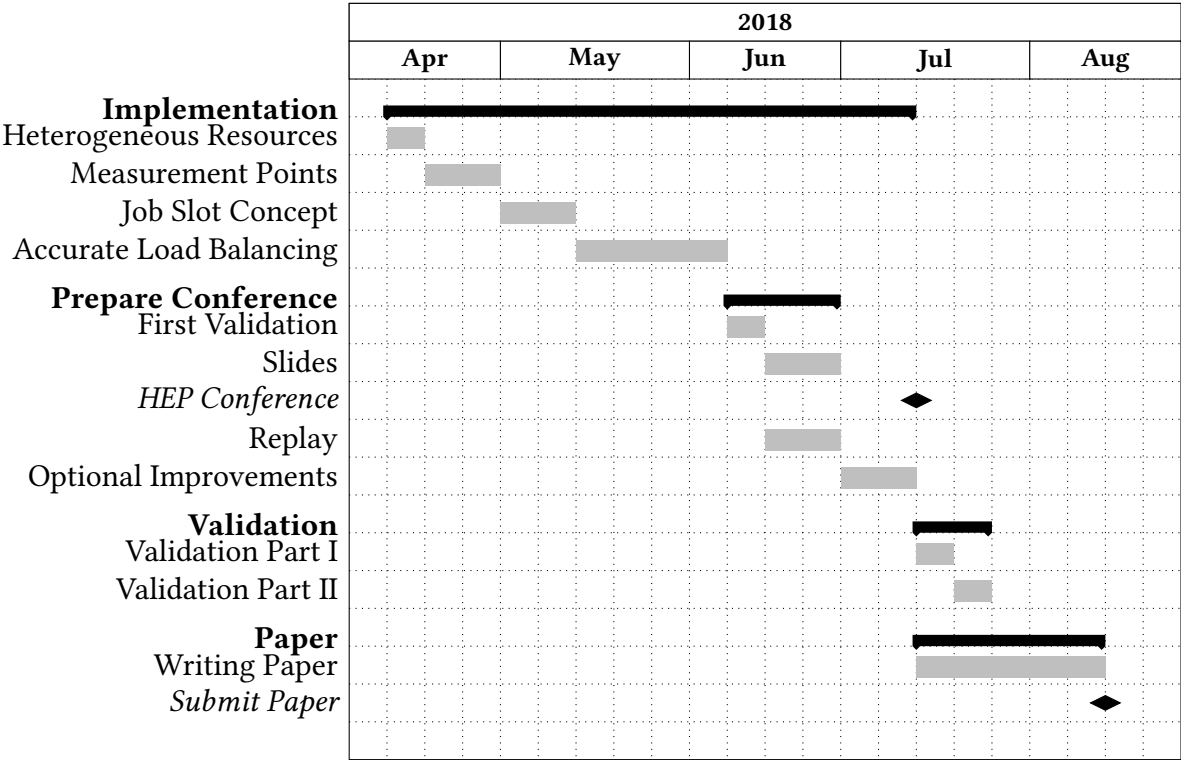 2018
Apr May Jun Jul Aug
Implementation
Heterogeneous Resources
Measurement Points
Job Slot Concept
Accurate Load Balancing
Prepare Conference
First Validation
Slides
HEP Conference
Replay
Optional Improvements
Validation
Validation Part I
Validation Part II
Paper
Writing Paper
Submit Paper